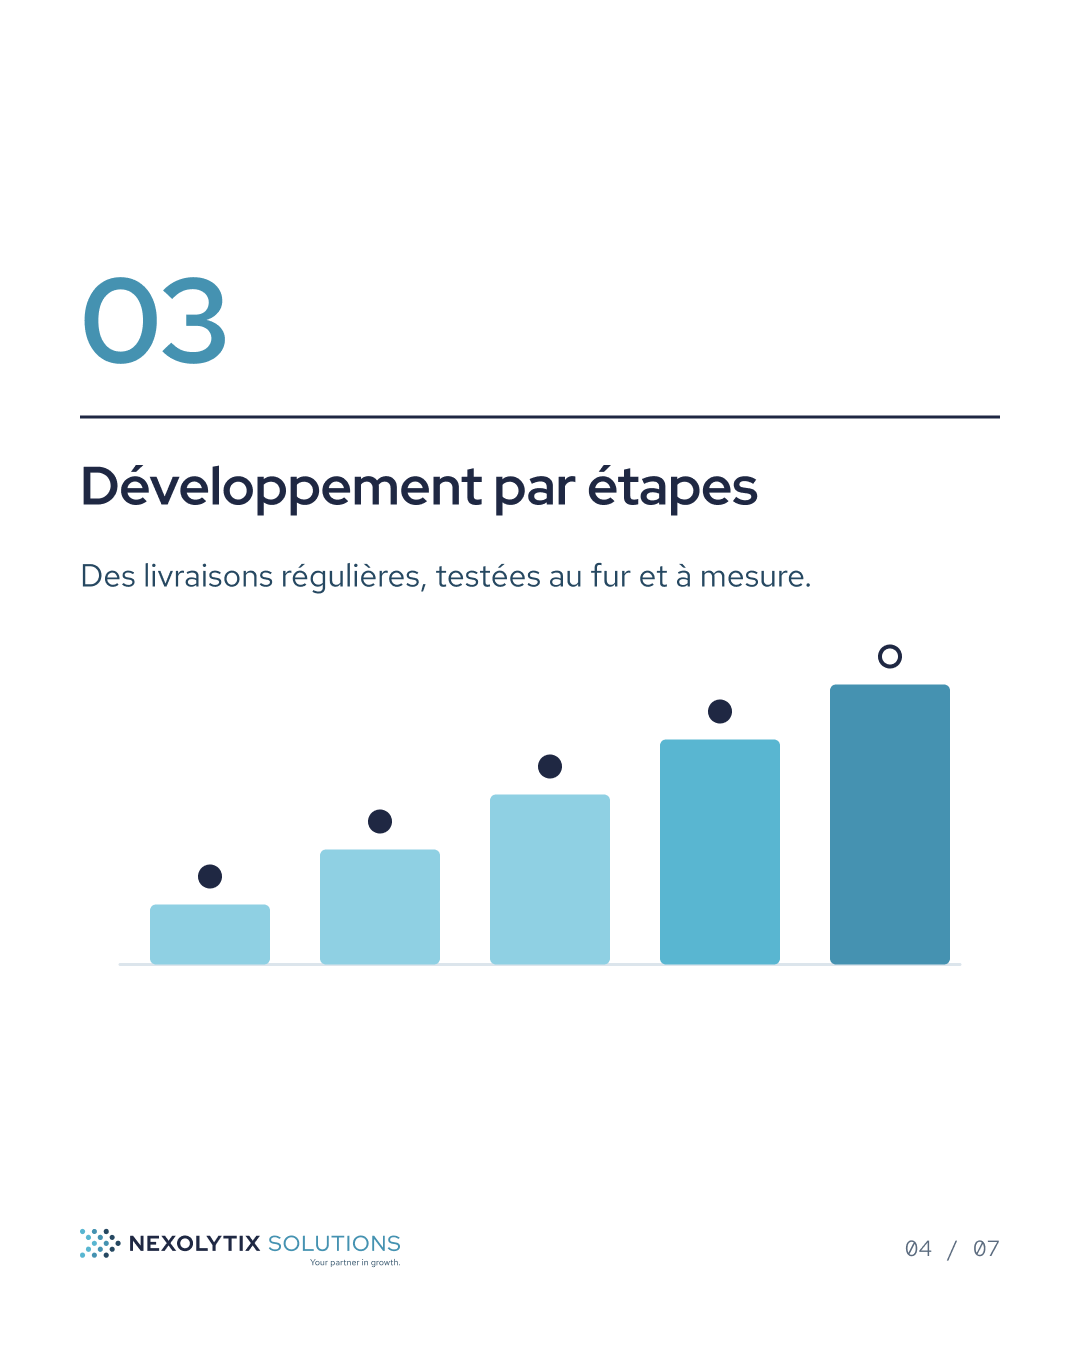 03
Développement par étapes
Des livraisons régulières, testées au fur et à mesure.
NEXOLYTIX SOLUTIONS
Your partner in growth.
04 / 07